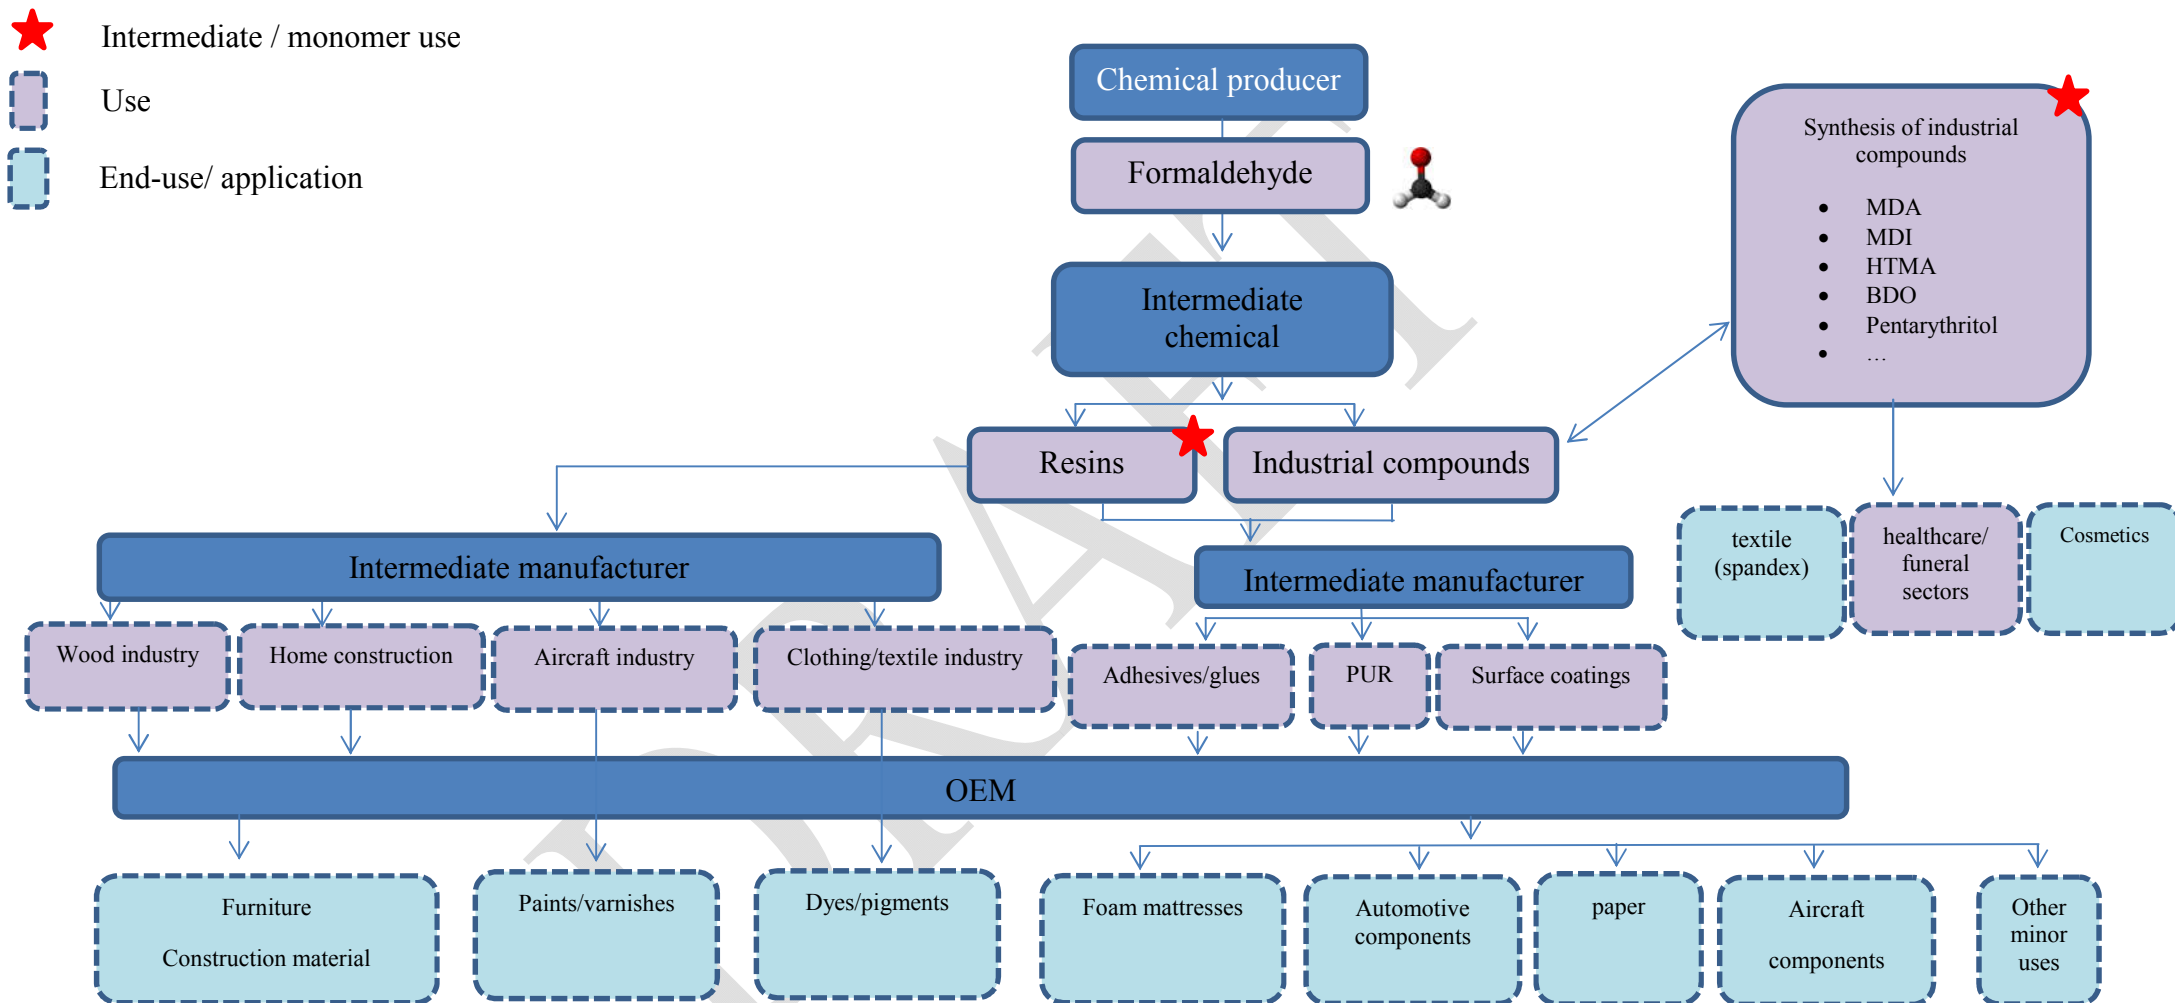 Intermediate / monomer use
Use
End-use/ application
Chemical producer
Formaldehyde
Intermediate
chemical
Synthesis of industrial
compounds
• MDA
• MDI
• HTMA
• BDO
• Pentarythritol
• …
Resins
Industrial compounds
Intermediate manufacturer
Intermediate manufacturer
textile
(spandex)
healthcare/
funeral
sectors
Cosmetics
Wood industry
Home construction
Aircraft industry
Clothing/textile industry
Adhesives/glues
PUR
Surface coatings
OEM
Furniture
Construction material
Paints/varnishes
Dyes/pigments
Foam mattresses
Automotive
components
paper
Aircraft
components
Other
minor
uses
DRAFT